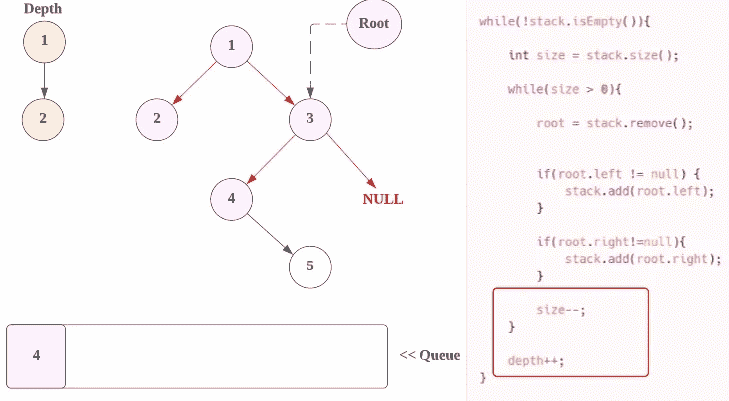 Depth
1
2
1
2
3
4
5
Root
NULL
4
<< Queue
while(!stack.isEmpty()){
int size = stack.size();
while(size > 0){
root = stack.remove();
if(root.left != null) {
stack.add(root.left);
}
if(root.right!=null){
stack.add(root.right);
}
size--;
}
depth++;
}